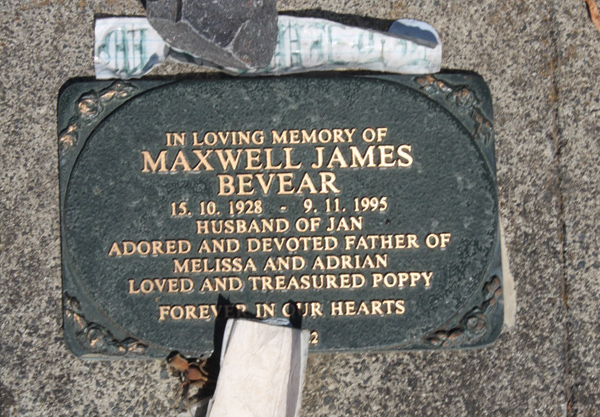 IN LOVING MEMORY OF
MAXWELL JAMES
BEVEAR
15. 10. 1928 - 9. 11. 1995
HUSBAND OF JAN
ADORED AND DEVOTED FATHER OF
MELISSA AND ADRIAN
LOVED AND TREASURED POPPY
FOREVER IN OUR HEARTS